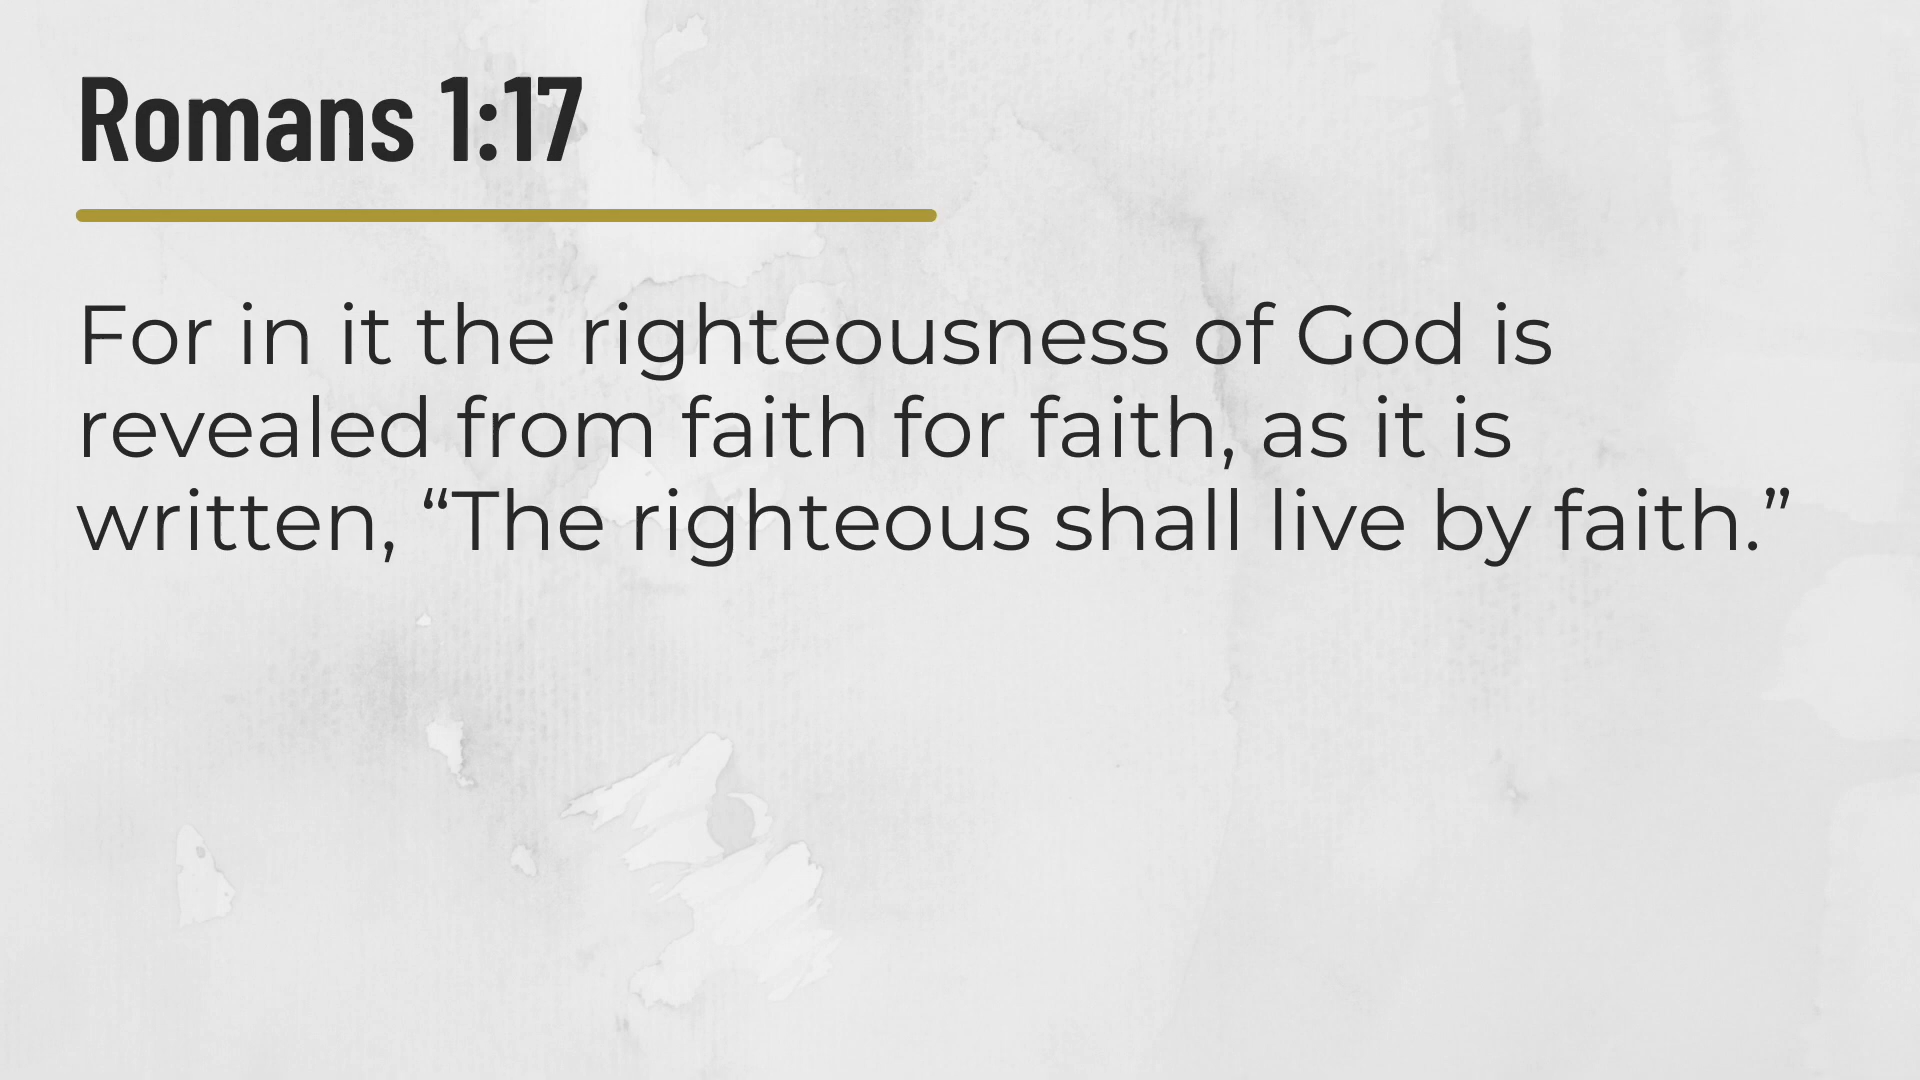 Romans 1:17
For in it the righteousness of God is
revealed from faith for faith, as it is
written, “The righteous shall live by faith.”